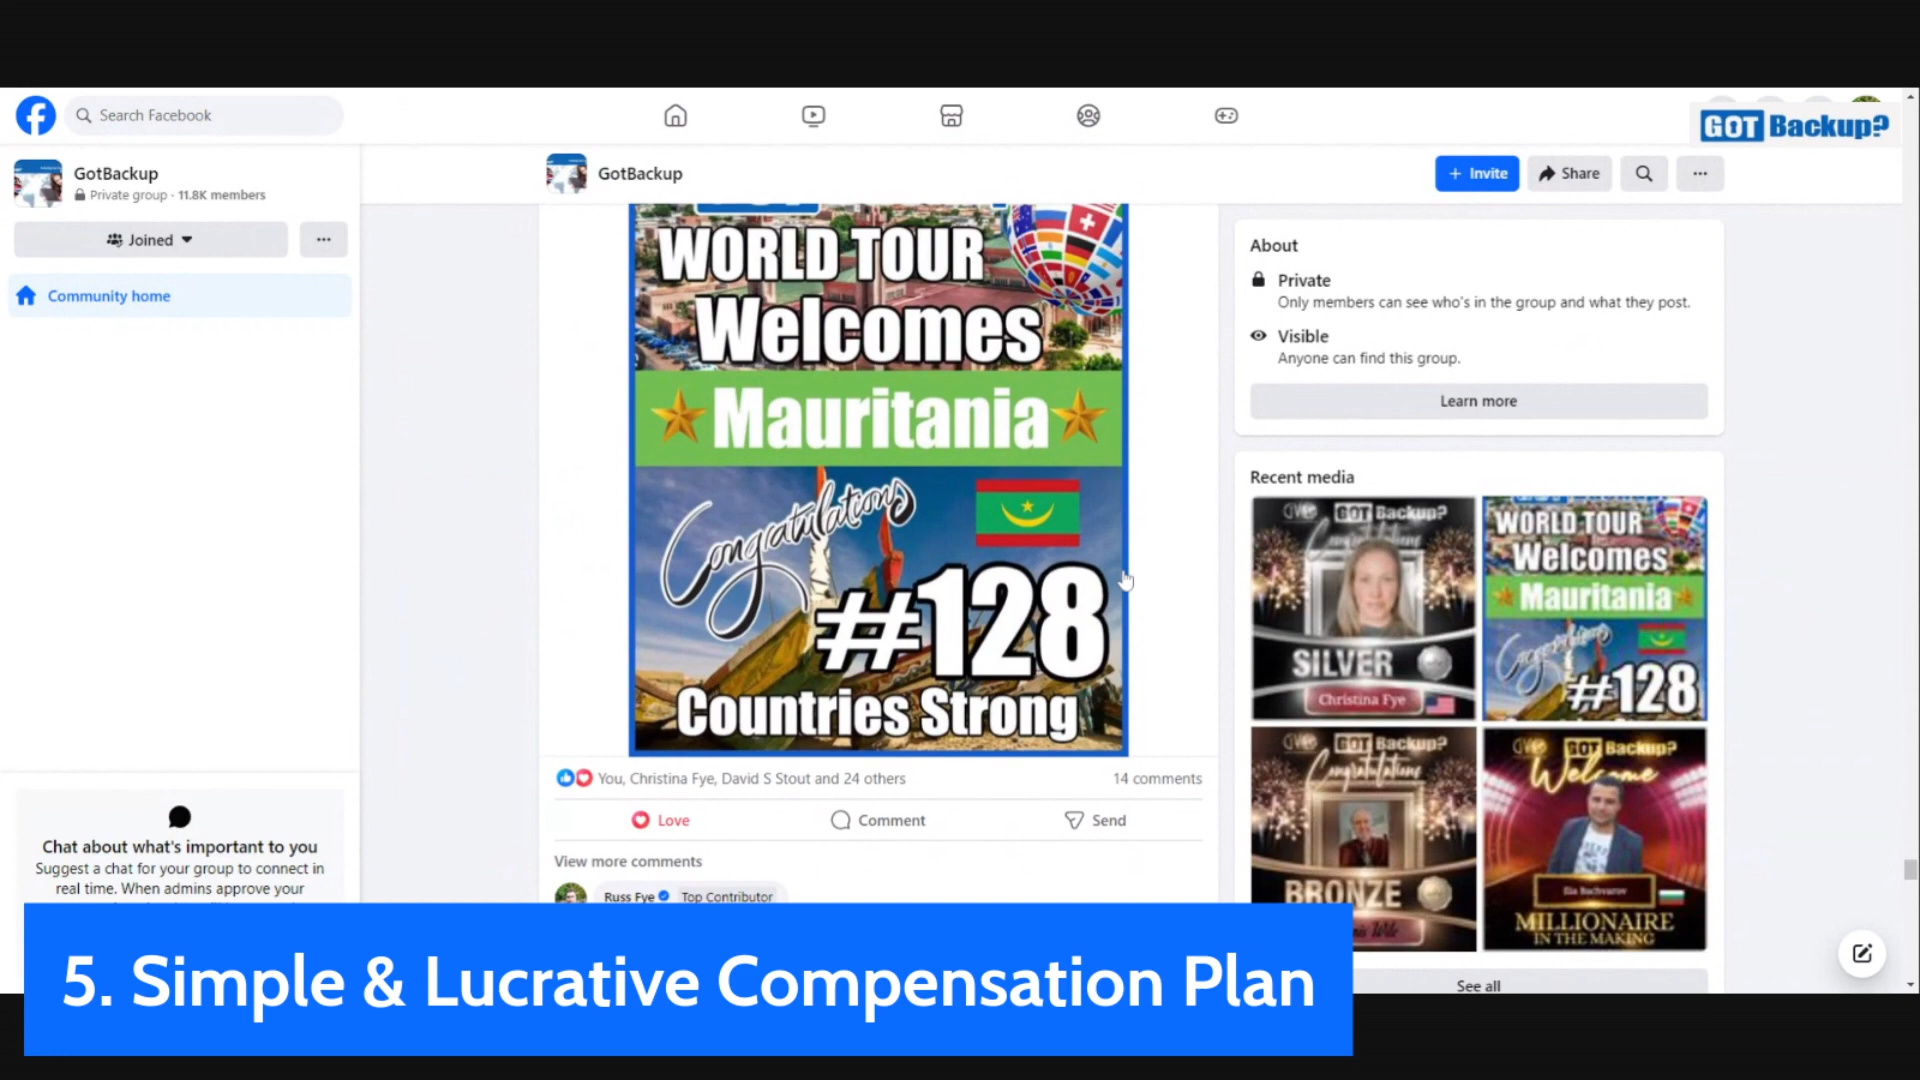 Search Facebook
GOT Backup?
GotBackup
Private group · 11.8K members
Joined
Community home
GotBackup
+ Invite
Share
WORLD TOUR
Welcomes
Mauritania
Congratulations
#128
Countries Strong
You, Christina Fye, David S Stout and 24 others
14 comments
Love
Comment
Send
View more comments
Russ Fye
Top Contributor
About
Private
Only members can see who's in the group and what they post.
Visible
Anyone can find this group.
Learn more
Recent media
GOT Backup?
Congratulations
SILVER
Christina Fye
WORLD TOUR
Welcomes
Mauritania
Congratulations
#128
GOT Backup?
Congratulations
BRONZE
GOT Backup?
Welcome
Ilia Bachvarov
MILLIONAIRE
IN THE MAKING
See all
Chat about what's important to you
Suggest a chat for your group to connect in
real time. When admins approve your
5. Simple & Lucrative Compensation Plan